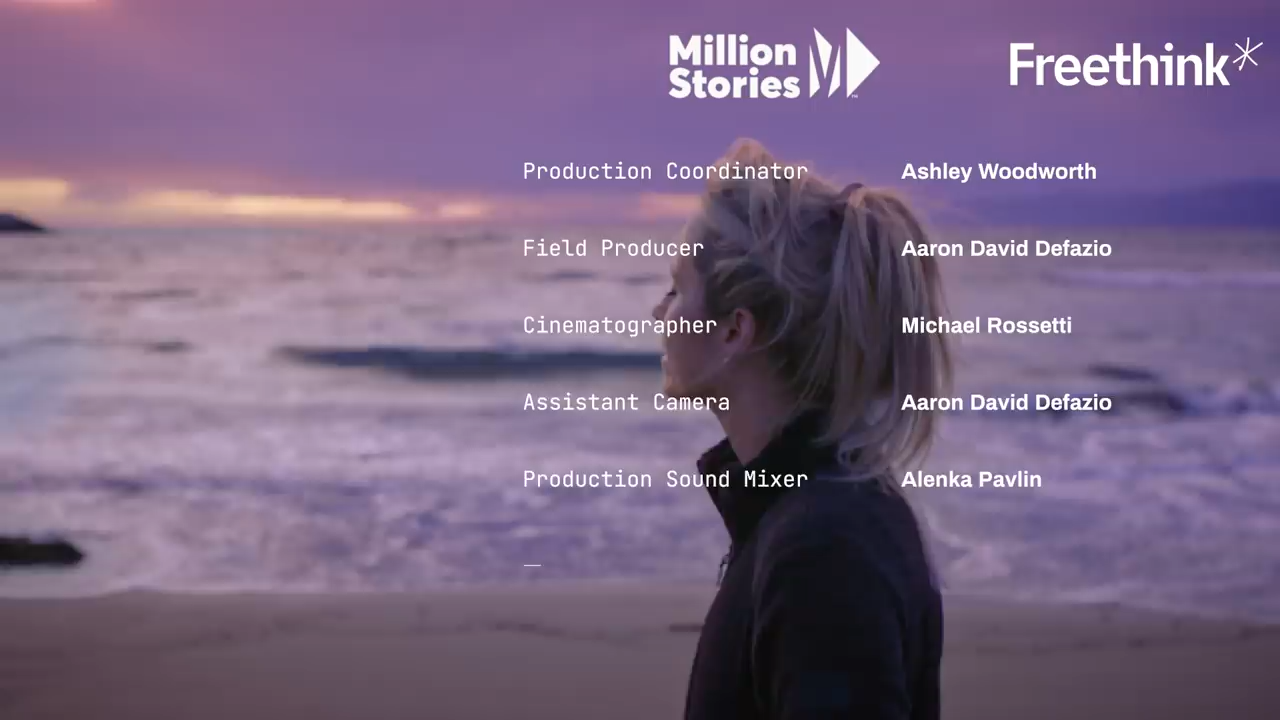 Million
Stories
Freethink*
Production Coordinator Ashley Woodworth
Field Producer Aaron David Defazio
Cinematographer Michael Rossetti
Assistant Camera Aaron David Defazio
Production Sound Mixer Alenka Pavlin